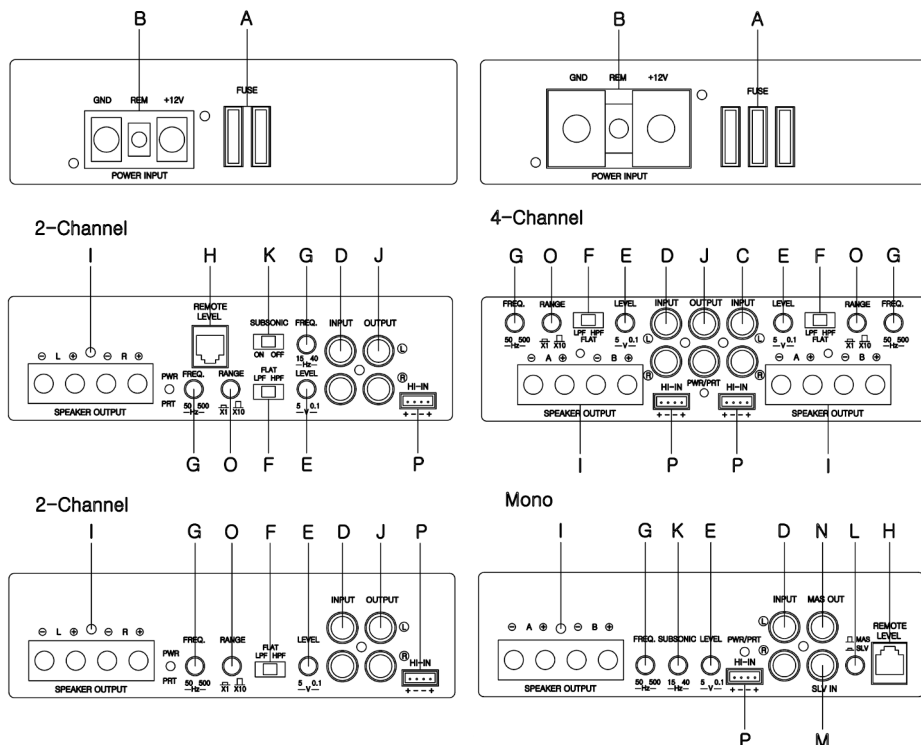 B A
FUSE
GND REM +12V
POWER INPUT
B A
FUSE
GND REM +12V
POWER INPUT
2-Channel
I H K G D J
REMOTE LEVEL
SUBSONIC
ON OFF
FREQ.
15 40
Hz
INPUT OUTPUT
L
R
⊖ L ⊕ ⊖ R ⊕
SPEAKER OUTPUT
PWR
PRT
FREQ.
50 500
Hz
RANGE
X1 X10
FLAT
LPF HPF
LEVEL
5 0.1
V
HI-IN
+ - - +
G O F E P
4-Channel
G O F E D J C E F O G
FREQ.
50 500
Hz
RANGE
X1 X10
LPF HPF
FLAT
LEVEL
5 0.1
V
INPUT OUTPUT INPUT
L
R
L
R
LEVEL
5 0.1
V
LPF HPF
FLAT
RANGE
X1 X10
FREQ.
50 500
Hz
⊖ A ⊕ ⊖ B ⊕
SPEAKER OUTPUT
PWR/PRT
HI-IN
+ - - +
HI-IN
+ - - +
⊖ A ⊕ ⊖ B ⊕
SPEAKER OUTPUT
I P P I
2-Channel
I G O F E D J P
⊖ L ⊕ ⊖ R ⊕
SPEAKER OUTPUT
PWR
PRT
FREQ.
50 500
Hz
RANGE
X1 X10
FLAT
LPF HPF
LEVEL
5 0.1
V
INPUT OUTPUT
L
R
HI-IN
+ - - +
Mono
I G K E D N L H
⊖ A ⊕ ⊖ B ⊕
SPEAKER OUTPUT
FREQ.
50 500
Hz
SUBSONIC
15 40
Hz
LEVEL
5 0.1
V
PWR/PRT
HI-IN
+ - - +
INPUT MAS OUT
L
R
SLV IN
MAS
SLV
REMOTE LEVEL
P M